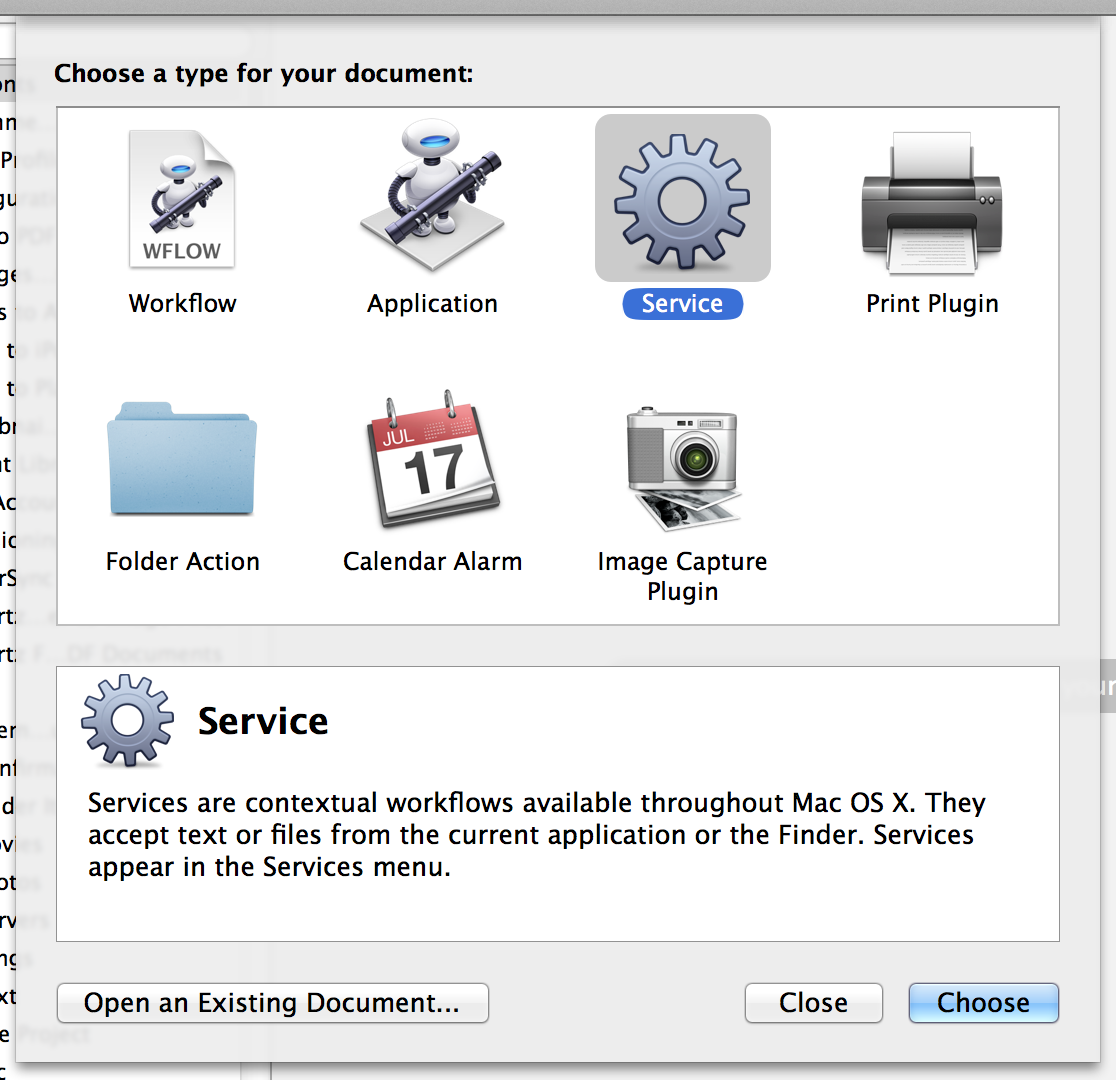 Choose a type for your document:
WFLOW
Workflow
Application
Service
Print Plugin
Folder Action
JUL
17
Calendar Alarm
Image Capture
Plugin
Service
Services are contextual workflows available throughout Mac OS X. They
accept text or files from the current application or the Finder. Services
appear in the Services menu.
Open an Existing Document...
Close
Choose